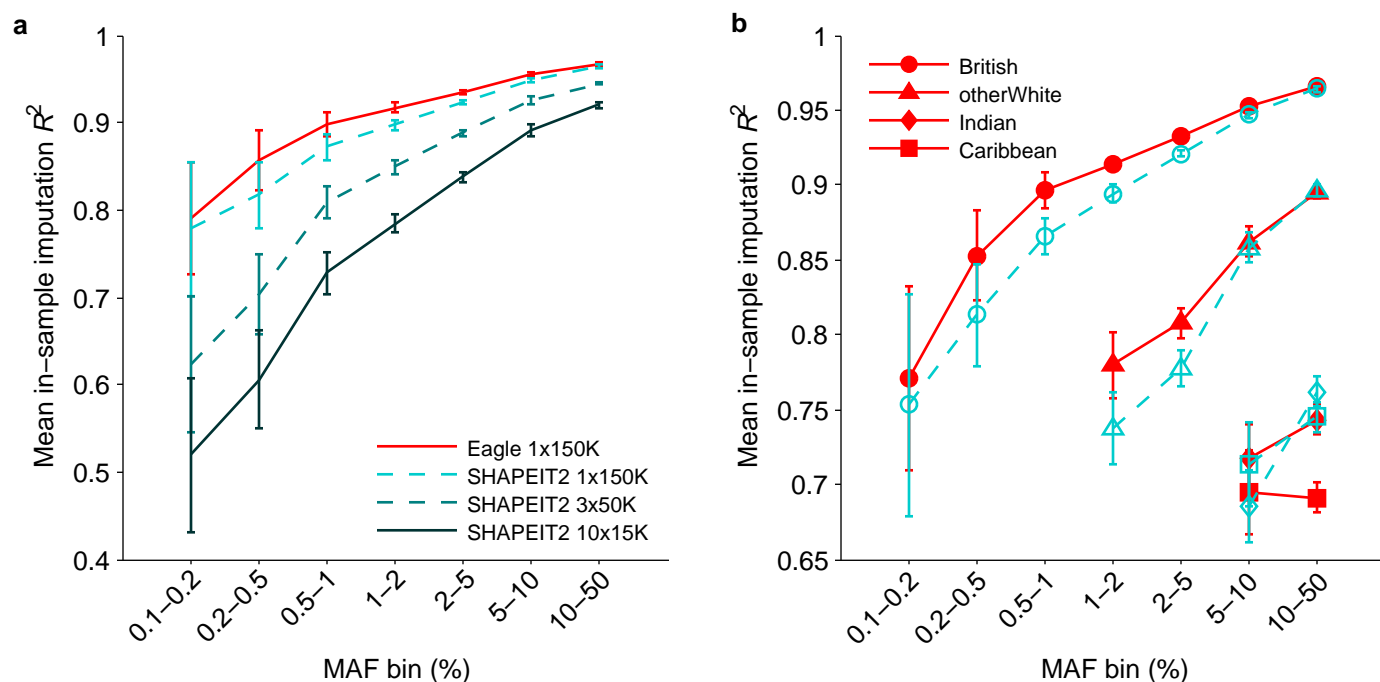 a
Mean in−sample imputation R²
1
0.9
0.8
0.7
0.6
0.5
0.4
Eagle 1x150K
SHAPEIT2 1x150K
SHAPEIT2 3x50K
SHAPEIT2 10x15K
0.1−0.2
0.2−0.5
0.5−1
1−2
2−5
5−10
10−50
MAF bin (%)
b
Mean in−sample imputation R²
1
0.95
0.9
0.85
0.8
0.75
0.7
0.65
British
otherWhite
Indian
Caribbean
0.1−0.2
0.2−0.5
0.5−1
1−2
2−5
5−10
10−50
MAF bin (%)